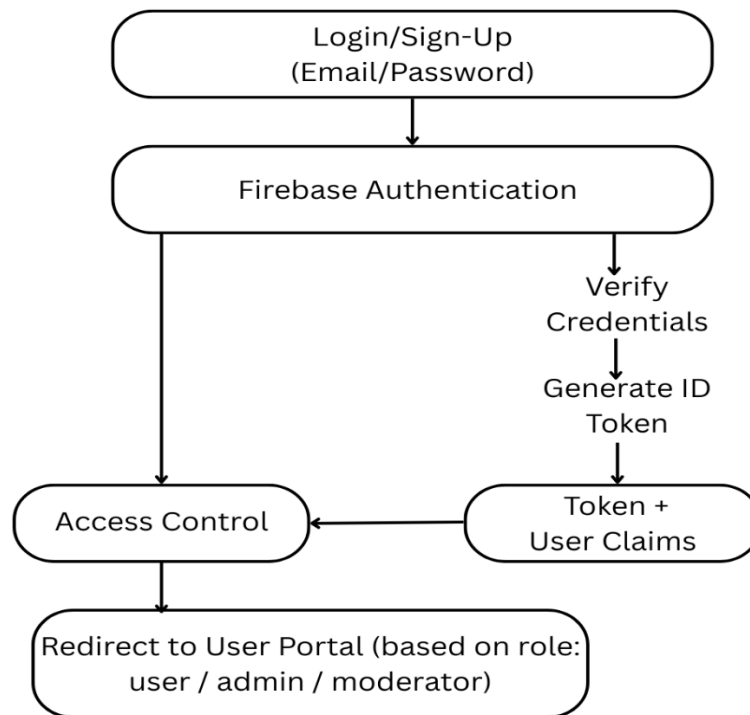 Login/Sign-Up
(Email/Password)
Firebase Authentication
Verify
Credentials
Generate ID
Token
Access Control
Token +
User Claims
Redirect to User Portal (based on role:
user / admin / moderator)